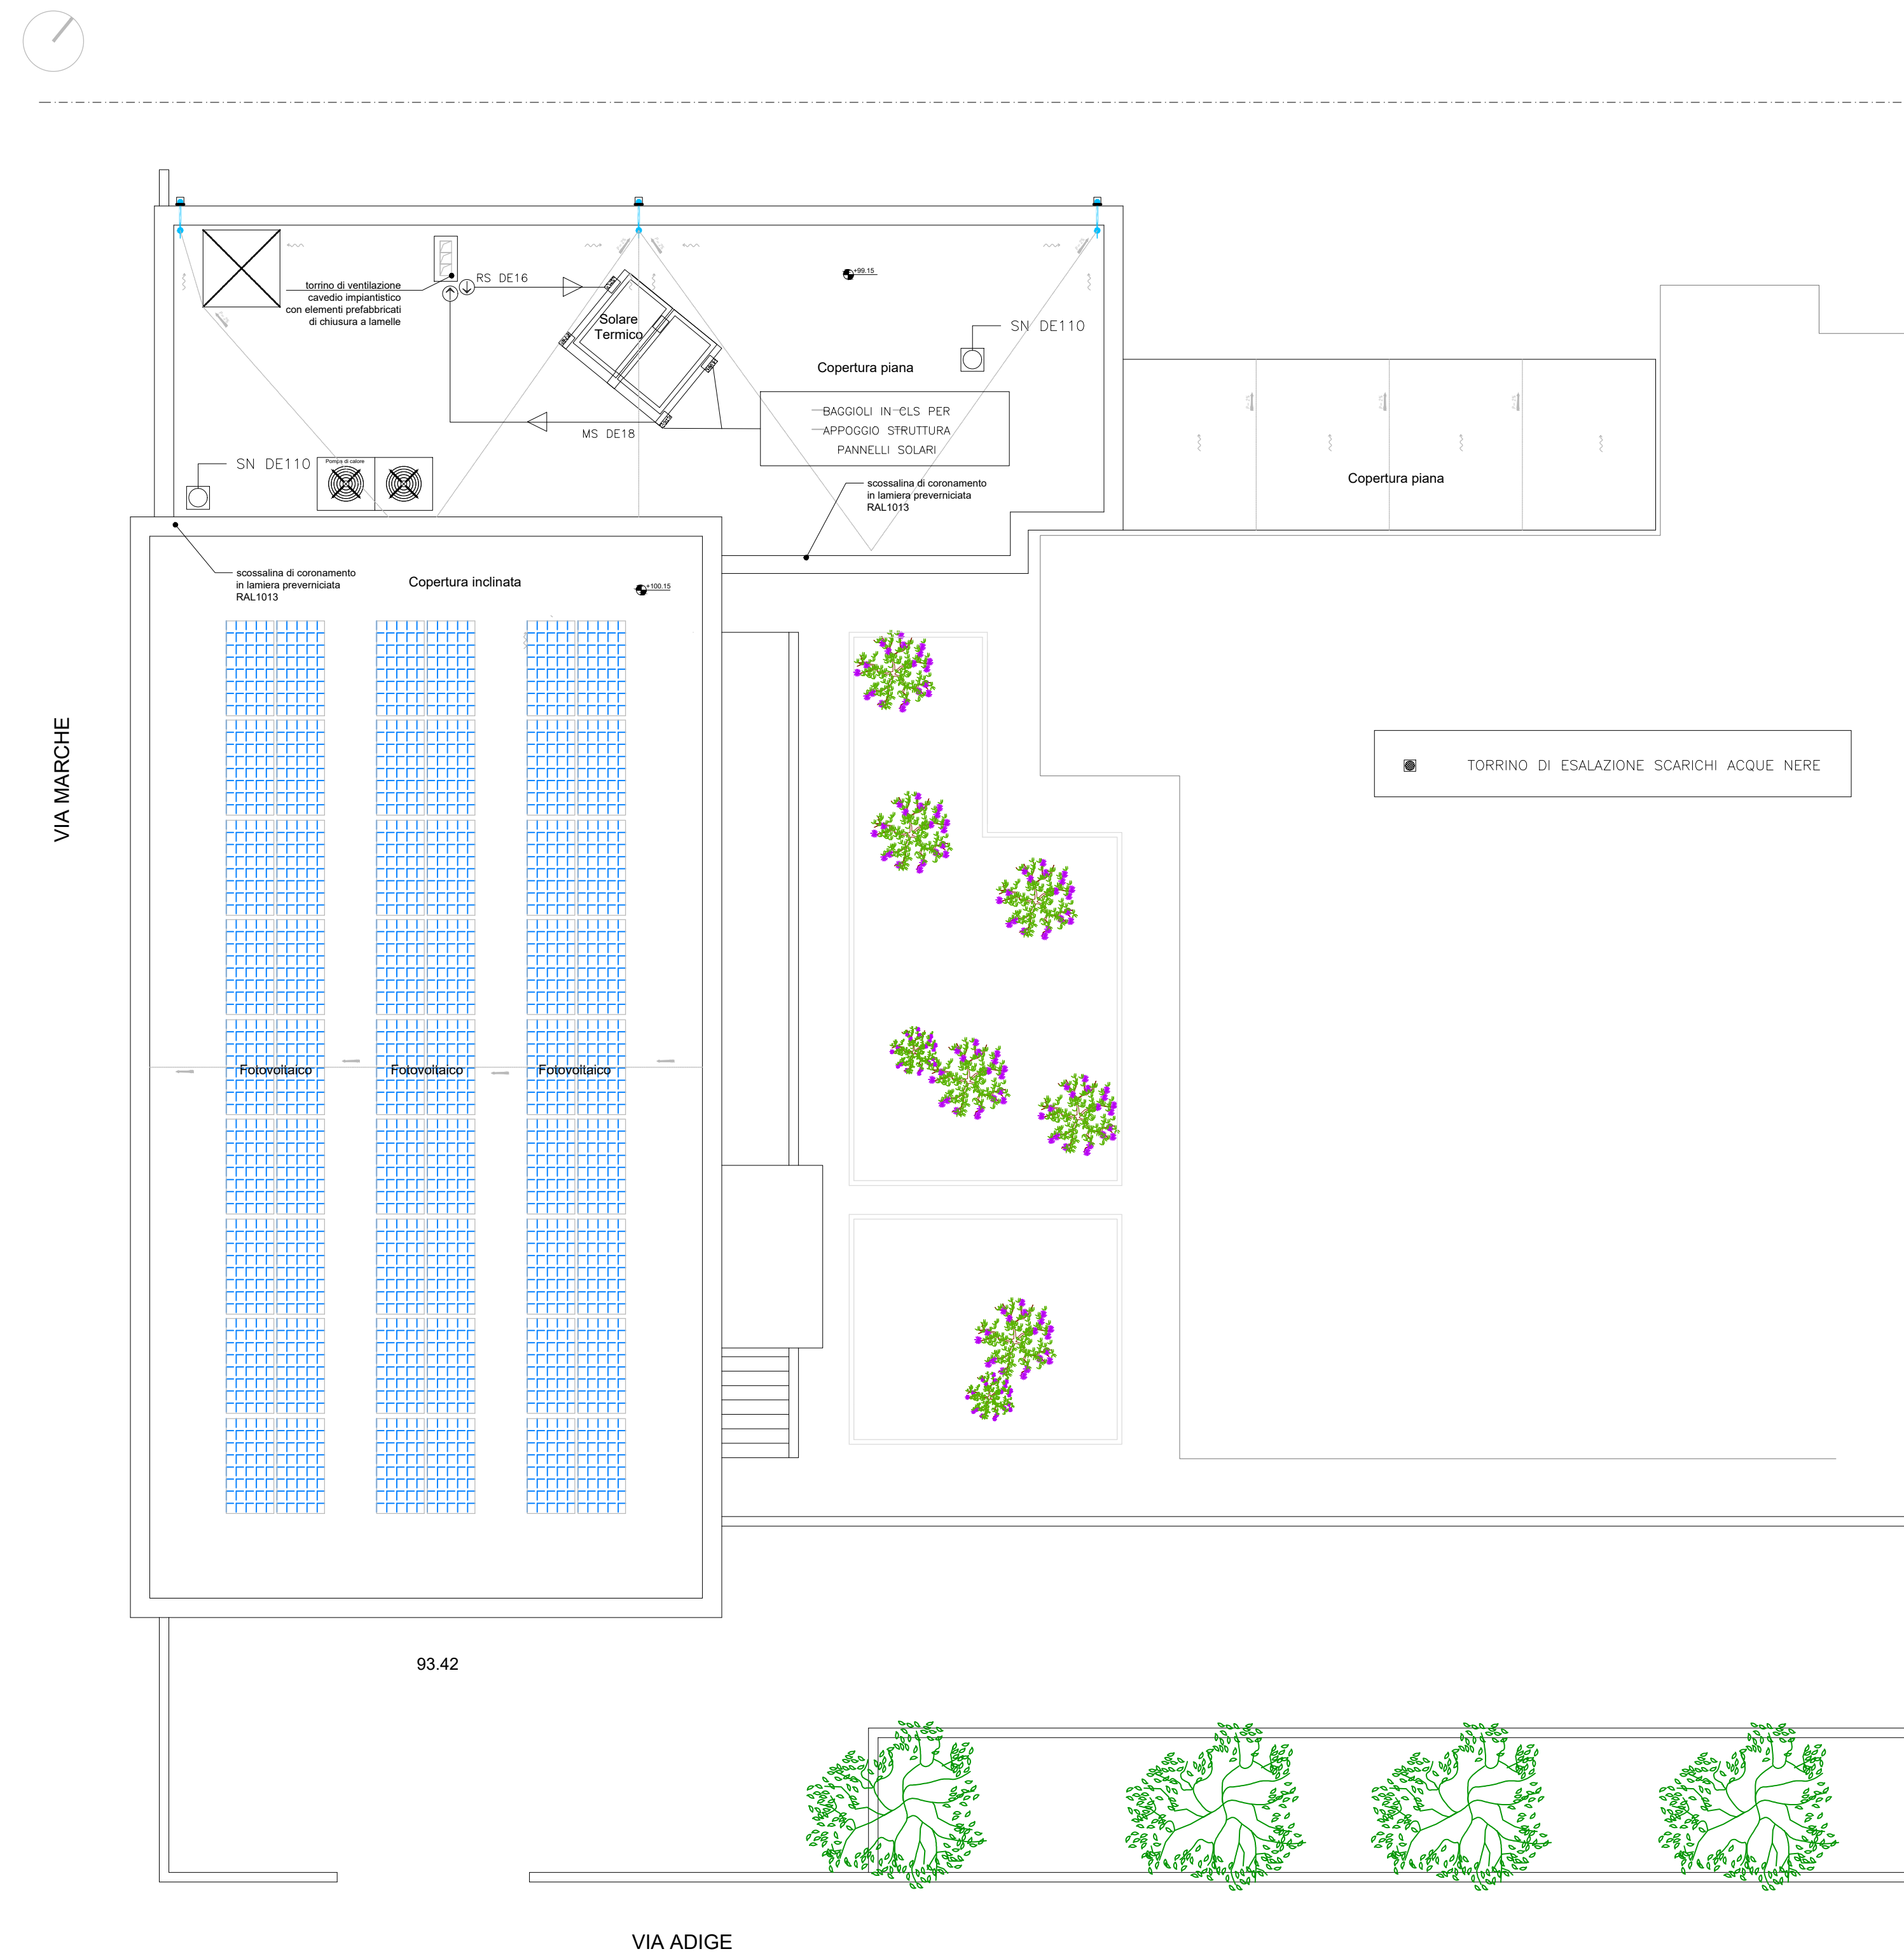 RS DE16
+99.15
torrino di ventilazione
cavedio impiantistico
con elementi prefabbricati
di chiusura a lamelle
Solare
Termico
SN DE110
Copertura piana
BAGGIOLI IN CLS PER
APPOGGIO STRUTTURA
PANNELLI SOLARI
MS DE18
SN DE110
Pompa di calore
scossalina di coronamento
in lamiera preverniciata
RAL1013
Copertura piana
scossalina di coronamento
in lamiera preverniciata
RAL1013
Copertura inclinata
+100.15
VIA MARCHE
TORRINO DI ESALAZIONE SCARICHI ACQUE NERE
Fotovoltaico
Fotovoltaico
Fotovoltaico
93.42
VIA ADIGE